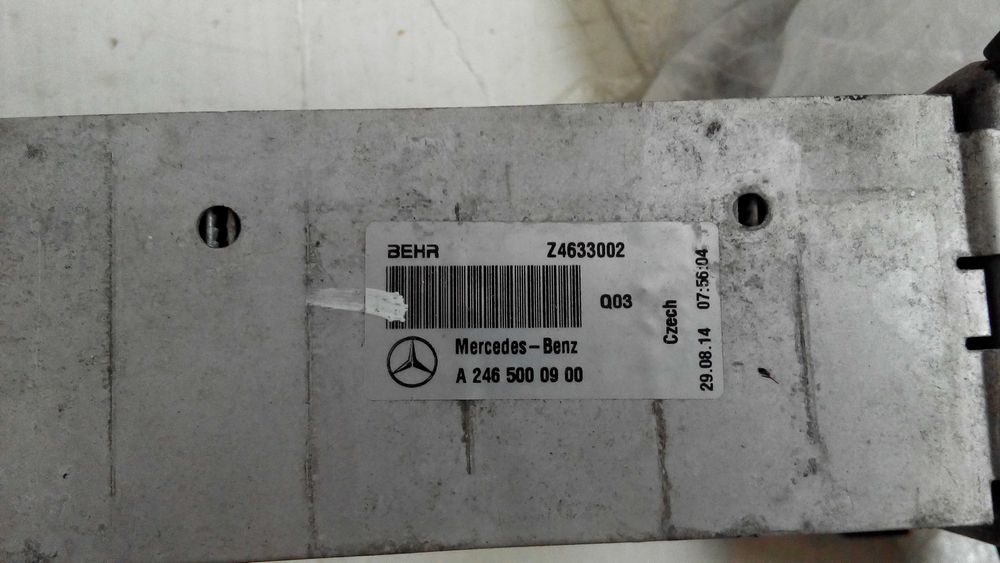 BEHR Z4633002
Q03
Mercedes-Benz
A 246 500 09 00
Czech
29.08.14 07:56:04